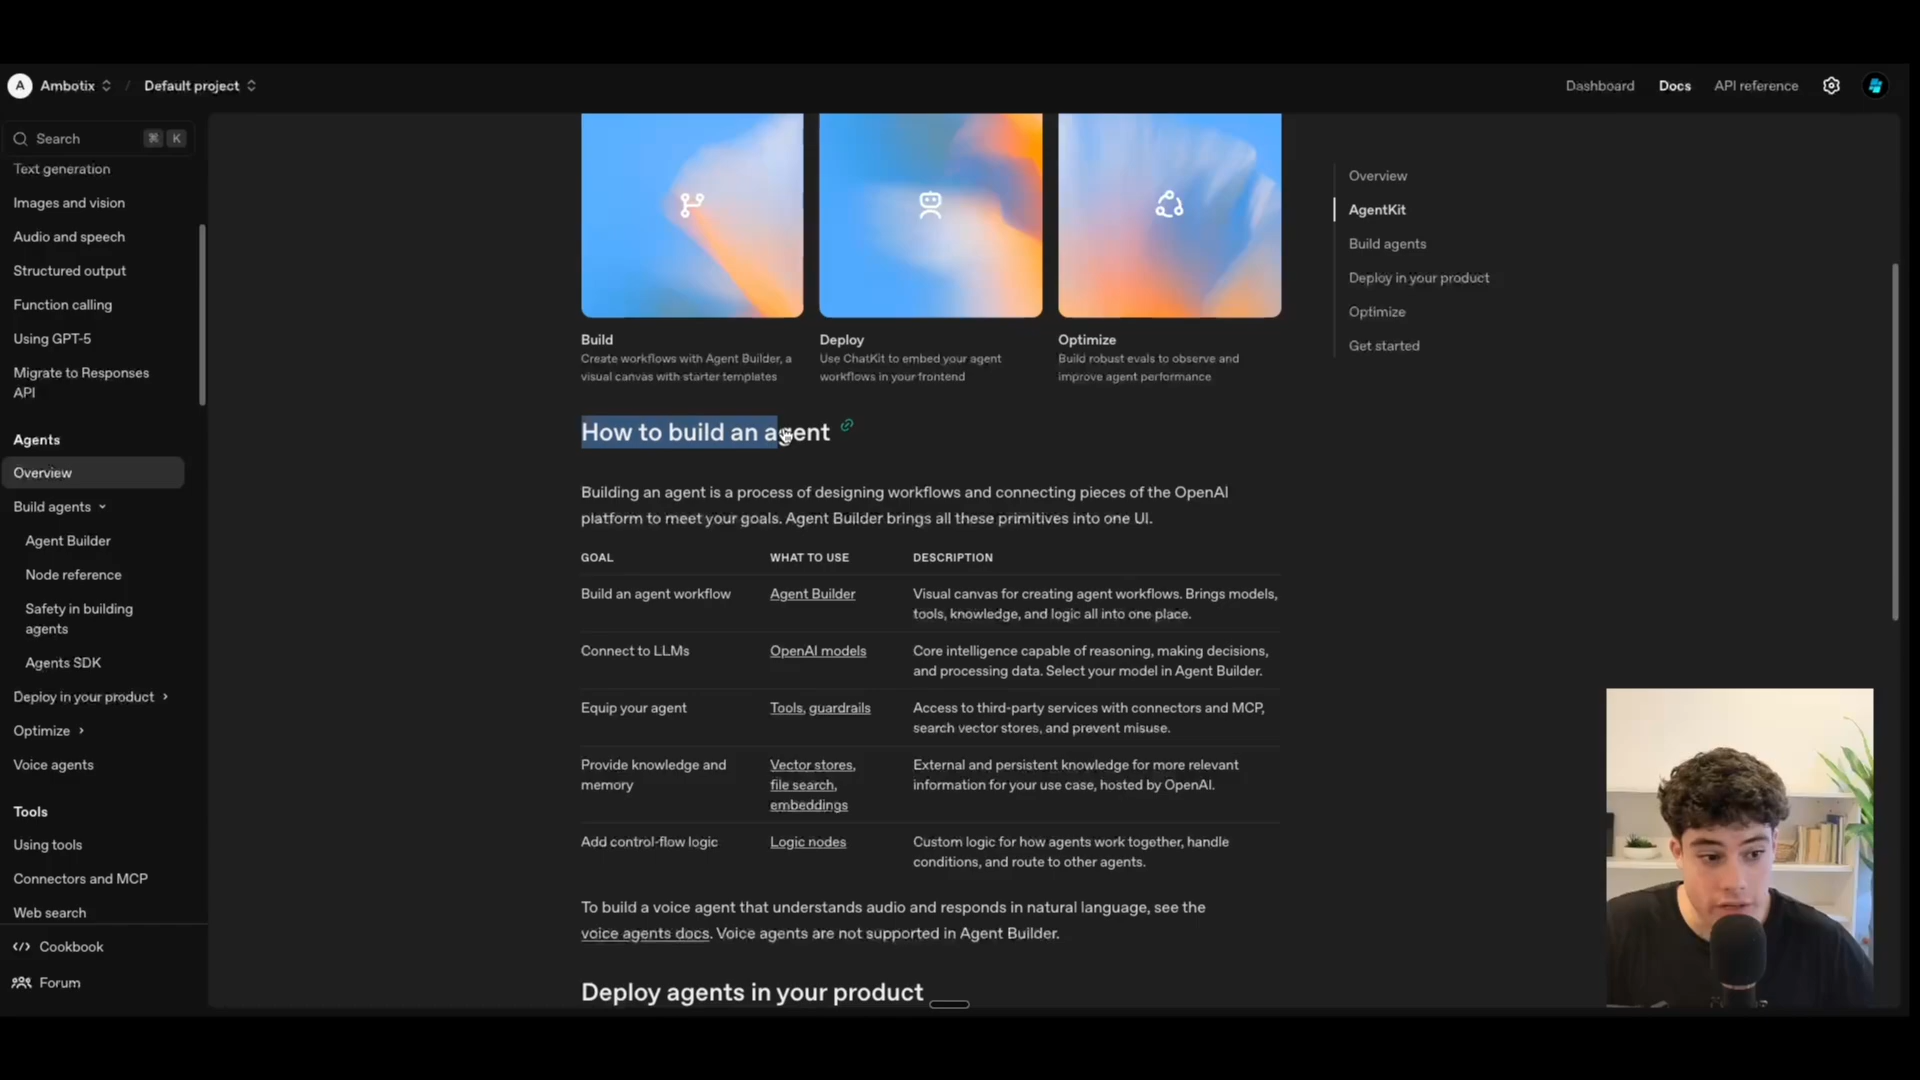 A Ambotix / Default project
Dashboard Docs API reference
Search ⌘ K
Text generation
Images and vision
Audio and speech
Structured output
Function calling
Using GPT-5
Migrate to Responses
API
Agents
Overview
Build agents
Agent Builder
Node reference
Safety in building
agents
Agents SDK
Deploy in your product
Optimize
Voice agents
Tools
Using tools
Connectors and MCP
Web search
Cookbook
Forum
Build
Create workflows with Agent Builder, a
visual canvas with starter templates
Deploy
Use ChatKit to embed your agent
workflows in your frontend
Optimize
Build robust evals to observe and
improve agent performance
How to build an agent
Building an agent is a process of designing workflows and connecting pieces of the OpenAI
platform to meet your goals. Agent Builder brings all these primitives into one UI.
GOAL WHAT TO USE DESCRIPTION
Build an agent workflow Agent Builder Visual canvas for creating agent workflows. Brings models,
tools, knowledge, and logic all into one place.
Connect to LLMs OpenAI models Core intelligence capable of reasoning, making decisions,
and processing data. Select your model in Agent Builder.
Equip your agent Tools, guardrails Access to third-party services with connectors and MCP,
search vector stores, and prevent misuse.
Provide knowledge and Vector stores, External and persistent knowledge for more relevant
memory file search, information for your use case, hosted by OpenAI.
embeddings
Add control-flow logic Logic nodes Custom logic for how agents work together, handle
conditions, and route to other agents.
To build a voice agent that understands audio and responds in natural language, see the
voice agents docs. Voice agents are not supported in Agent Builder.
Deploy agents in your product
Overview
AgentKit
Build agents
Deploy in your product
Optimize
Get started